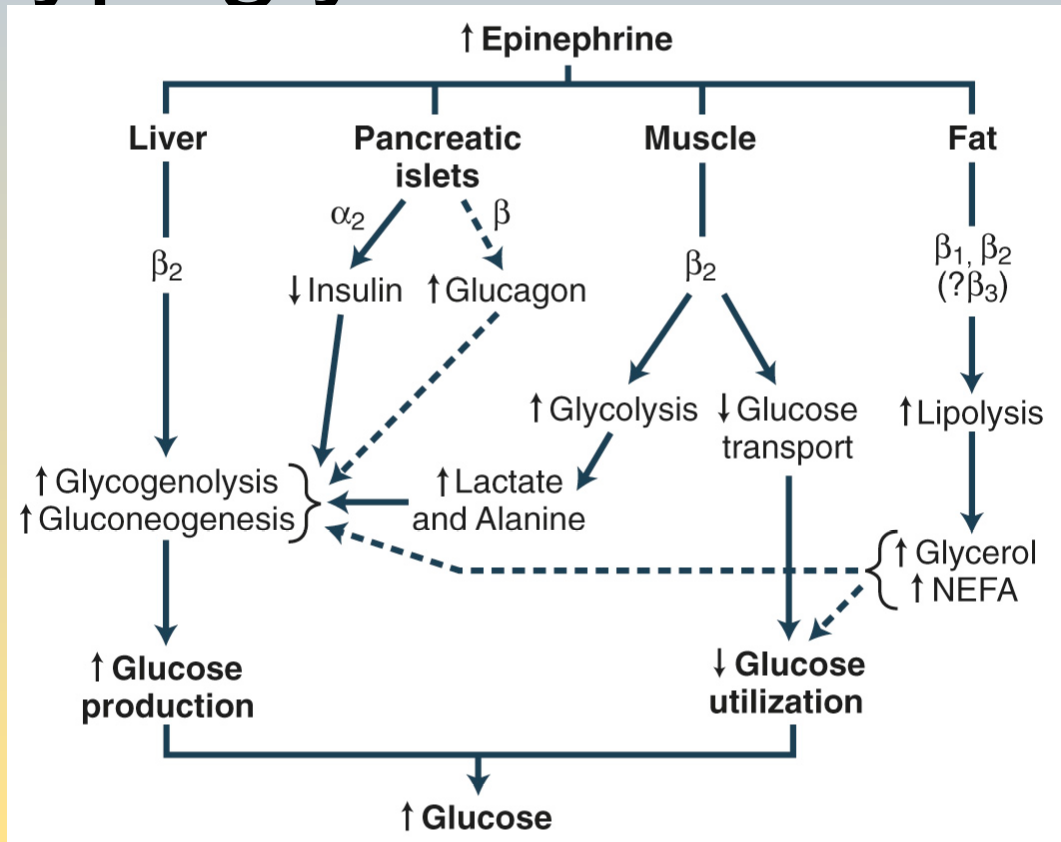 ↑ Epinephrine
Liver
Pancreatic
islets
Muscle
Fat
α2
β
β2
↓ Insulin
↑ Glucagon
β2
β1, β2
(?β3)
↑ Glycolysis
↓ Glucose
transport
↑ Lipolysis
↑ Glycogenolysis
↑ Gluconeogenesis
↑ Lactate
and Alanine
↑ Glycerol
↑ NEFA
↑ Glucose
production
↓ Glucose
utilization
↑ Glucose